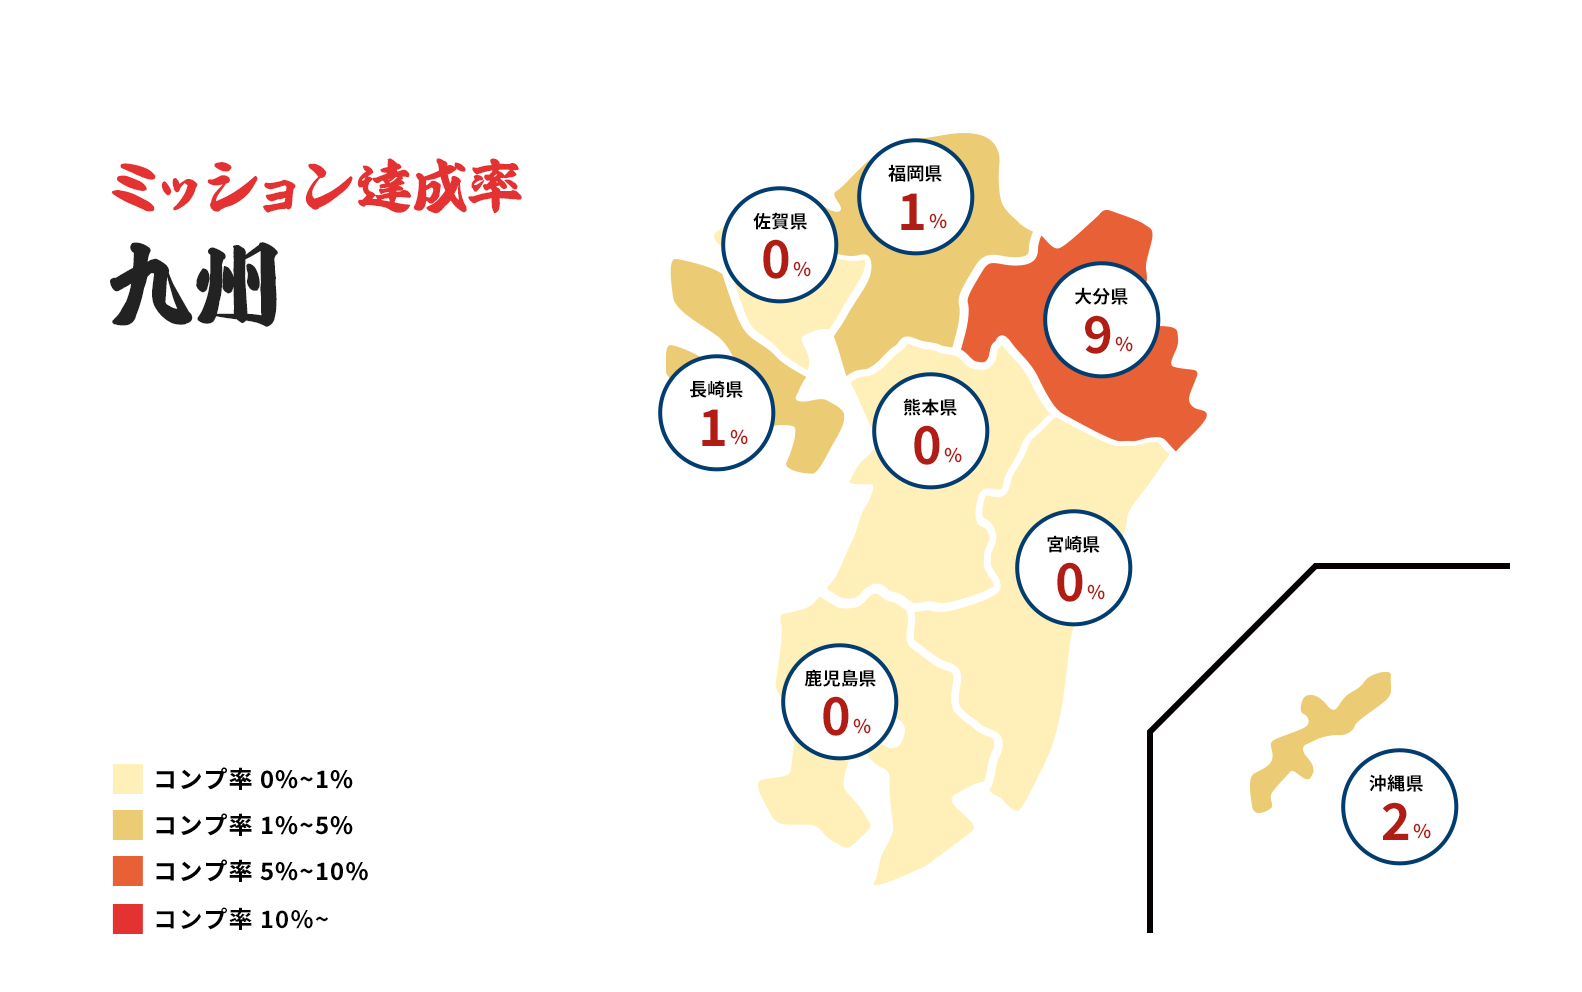 ミッション達成率
九州
福岡県
1%
佐賀県
0%
大分県
9%
長崎県
1%
熊本県
0%
宮崎県
0%
鹿児島県
0%
沖縄県
2%
コンプ率 0%~1%
コンプ率 1%~5%
コンプ率 5%~10%
コンプ率 10%~